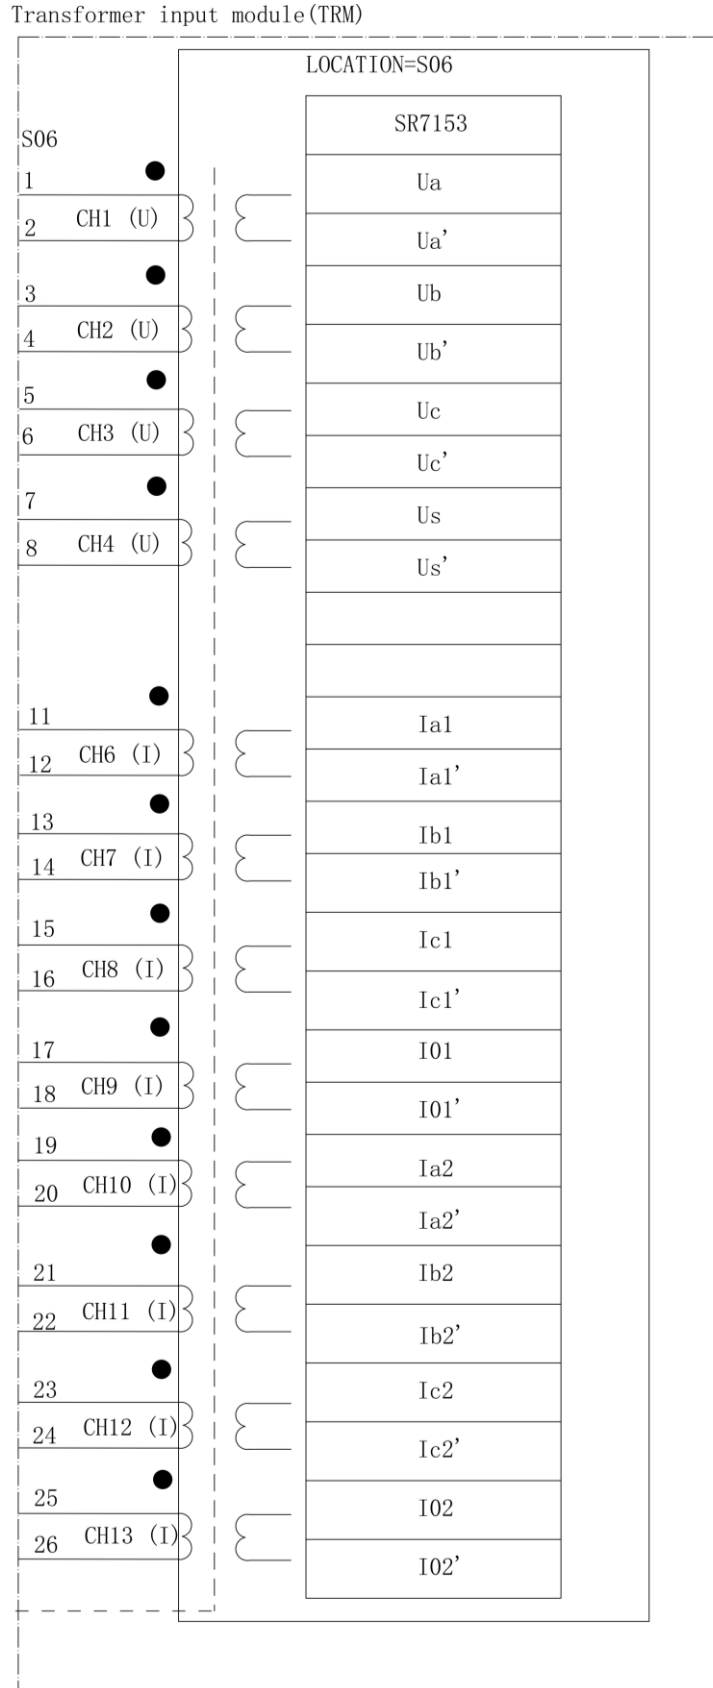 Transformer input module(TRM)
LOCATION=S06
SR7153
S06
1
Ua
2 CH1 (U)
Ua'
3
Ub
4 CH2 (U)
Ub'
5
Uc
6 CH3 (U)
Uc'
7
Us
8 CH4 (U)
Us'
11
Ia1
12 CH6 (I)
Ia1'
13
Ib1
14 CH7 (I)
Ib1'
15
Ic1
16 CH8 (I)
Ic1'
17
I01
18 CH9 (I)
I01'
19
Ia2
20 CH10 (I)
Ia2'
21
Ib2
22 CH11 (I)
Ib2'
23
Ic2
24 CH12 (I)
Ic2'
25
I02
26 CH13 (I)
I02'